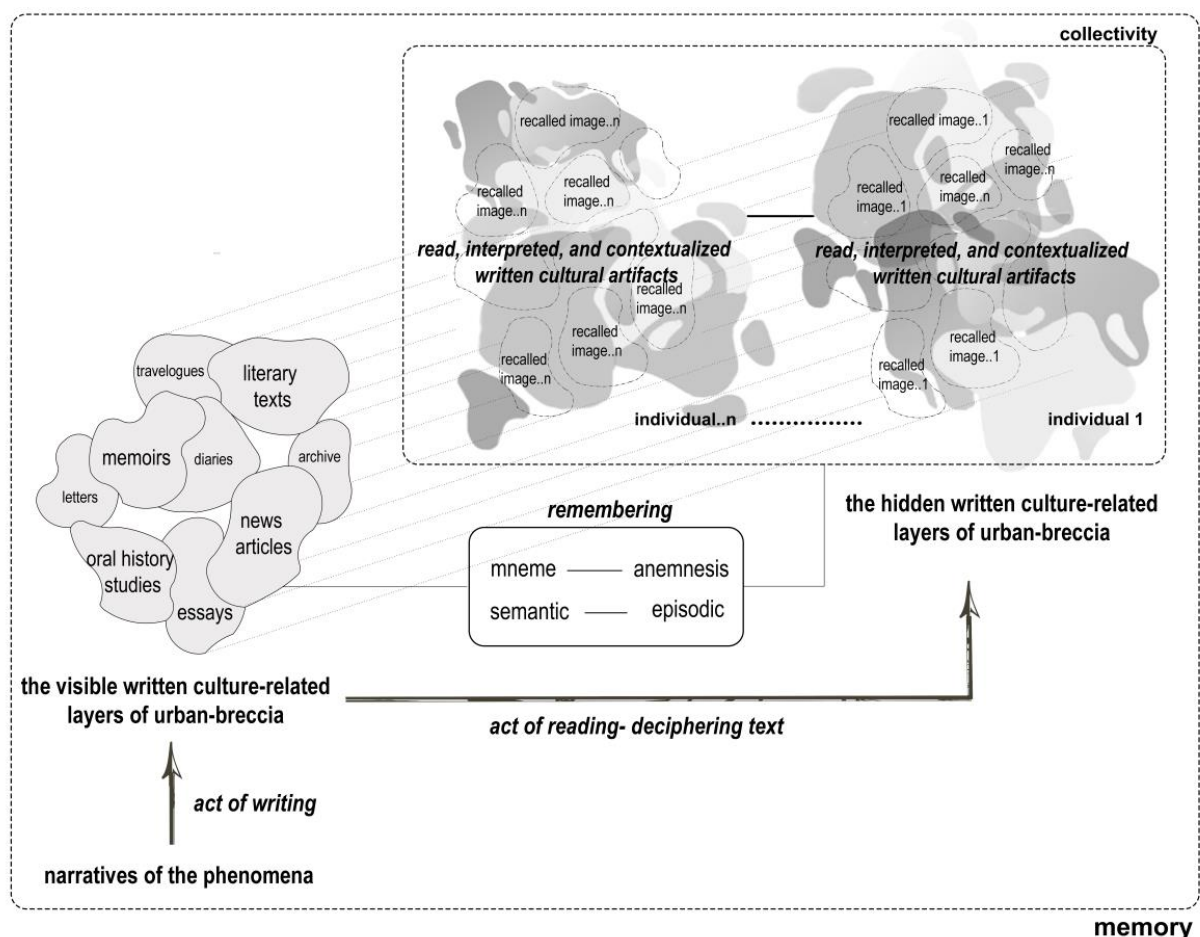 collectivity
recalled image..n
recalled
image..n
recalled
image..n
read, interpreted, and contextualized
written cultural artifacts
recalled
image..n
recalled
image..n
recalled
image..n
individual..n
recalled image..1
recalled
image..1
recalled
image..n
recalled
image..n
read, interpreted, and contextualized
written cultural artifacts
recalled
image..1
recalled
image..1
individual 1
travelogues
literary
texts
memoirs
diaries
archive
letters
news
articles
oral history
studies
essays
remembering
mneme
anemnesis
semantic
episodic
the hidden written culture-related
layers of urban-breccia
the visible written culture-related
layers of urban-breccia
act of reading- deciphering text
act of writing
narratives of the phenomena
memory